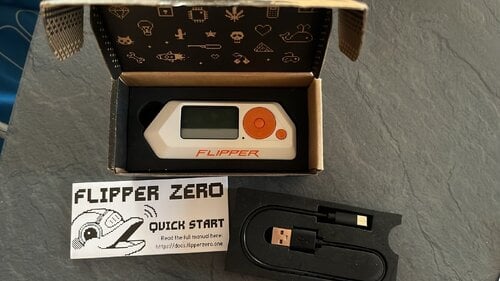 FLIPPER
FLIPPER ZERO
QUICK START
Read the full manual here:
https://docs.flipperzero.one